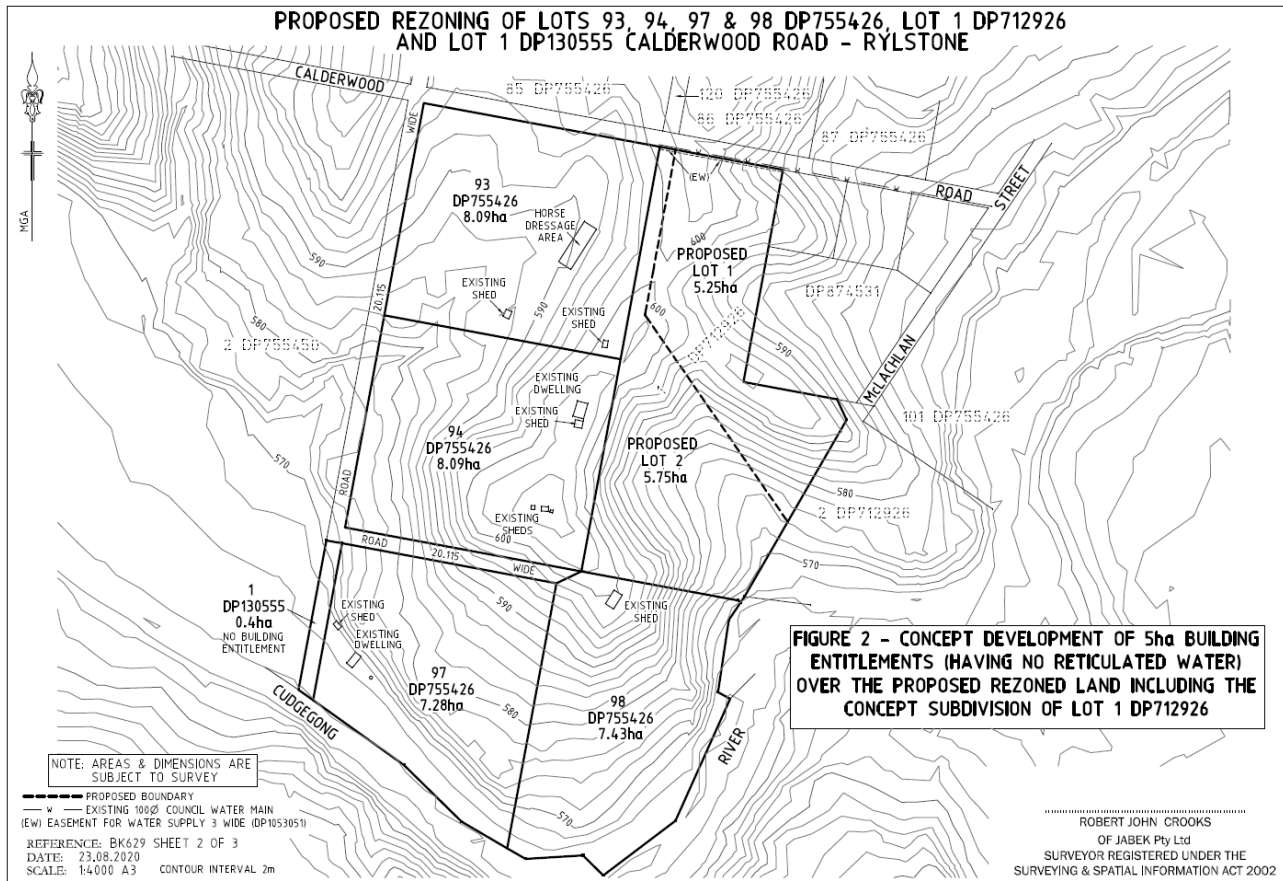 PROPOSED REZONING OF LOTS 93, 94, 97 & 98 DP755426, LOT 1 DP712926
AND LOT 1 DP130555 CALDERWOOD ROAD - RYLSTONE
MGA
CALDERWOOD
WIDE
85 DP755426
120 DP755426
86 DP755426
87 DP755426
(EW)
W
W
W
W
ROAD
STREET
93
DP755426
8.09ha
HORSE
DRESSAGE
AREA
600
PROPOSED
LOT 1
5.25ha
590
590
EXISTING
SHED
20.115
EXISTING
SHED
600
DP712926
DP874531
580
2 DP755450
590
McLACHLAN
EXISTING
DWELLING
EXISTING
SHED
101 DP755426
94
DP755426
8.09ha
PROPOSED
LOT 2
5.75ha
570
ROAD
580
2 DP712926
EXISTING
SHEDS
600
ROAD
20.115
WIDE
570
1
DP130555
0.4ha
NO BUILDING
ENTITLEMENT
EXISTING
SHED
EXISTING
DWELLING
590
EXISTING
SHED
97
DP755426
7.28ha
580
98
DP755426
7.43ha
CUDGEGONG
RIVER
570
FIGURE 2 - CONCEPT DEVELOPMENT OF 5ha BUILDING
ENTITLEMENTS (HAVING NO RETICULATED WATER)
OVER THE PROPOSED REZONED LAND INCLUDING THE
CONCEPT SUBDIVISION OF LOT 1 DP712926
NOTE: AREAS & DIMENSIONS ARE
SUBJECT TO SURVEY
PROPOSED BOUNDARY
W EXISTING 100Ø COUNCIL WATER MAIN
(EW) EASEMENT FOR WATER SUPPLY 3 WIDE (DP1053051)
REFERENCE: BK629 SHEET 2 OF 3
DATE: 23.08.2020
SCALE: 1:4000 A3 CONTOUR INTERVAL 2m
ROBERT JOHN CROOKS
OF JABEK Pty Ltd
SURVEYOR REGISTERED UNDER THE
SURVEYING & SPATIAL INFORMATION ACT 2002